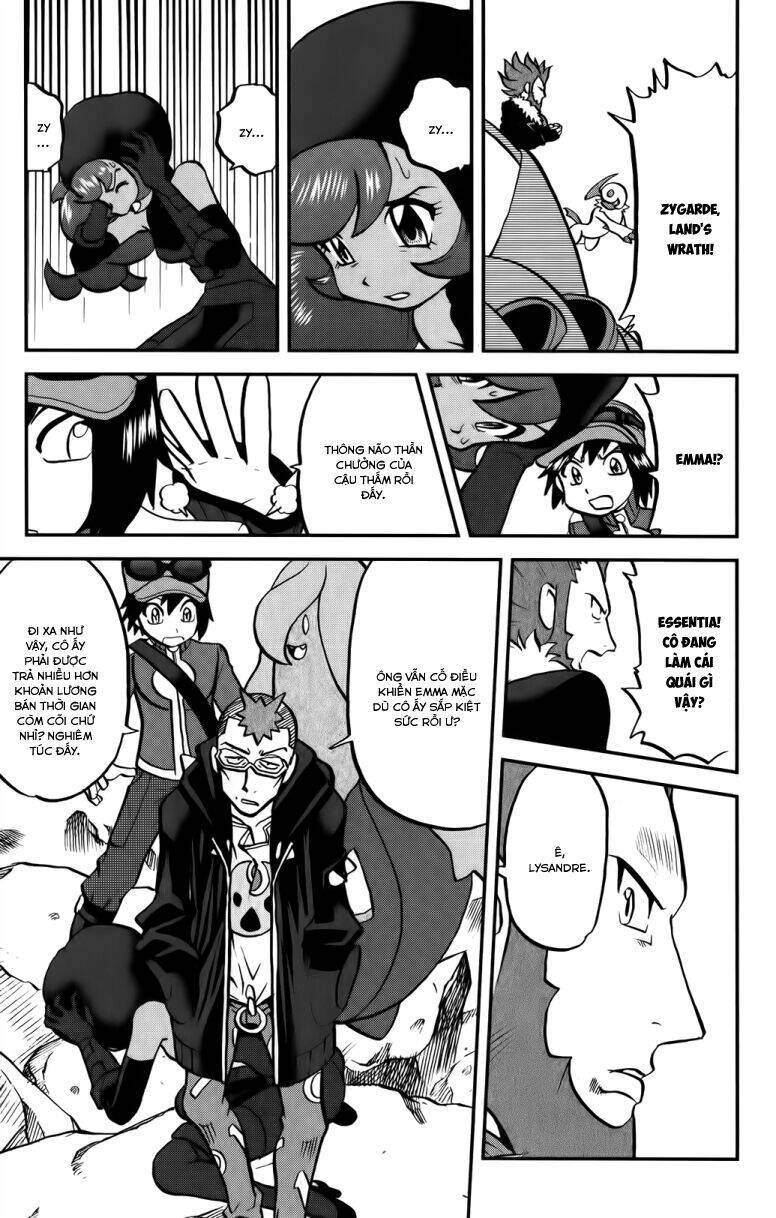 ZYGARDE,
LAND'S
WRATH!
ZY...
ZY...
ZY
...
EMMA!?
THÔNG NÃO THẦN
CHƯỞNG CỦA
CẬU THẤM RỒI
ĐẤY.
ESSENTIA!
CÔ ĐANG
LÀM CÁI
QUÁI GÌ
VẬY?
ÔNG VẪN CỐ ĐIỀU
KHIỂN EMMA MẶC
DÙ CÔ ẤY SẮP KIỆT
SỨC RỒI Ư?
ĐI XA NHƯ
VẬY, CÔ ẤY
PHẢI ĐƯỢC
TRẢ NHIỀU HƠN
KHOẢN LƯƠNG
BÁN THỜI GIAN
CÒM CÕI CHỨ
NHỈ? NGHIÊM
TÚC ĐẤY.
Ê,
LYSANDRE.